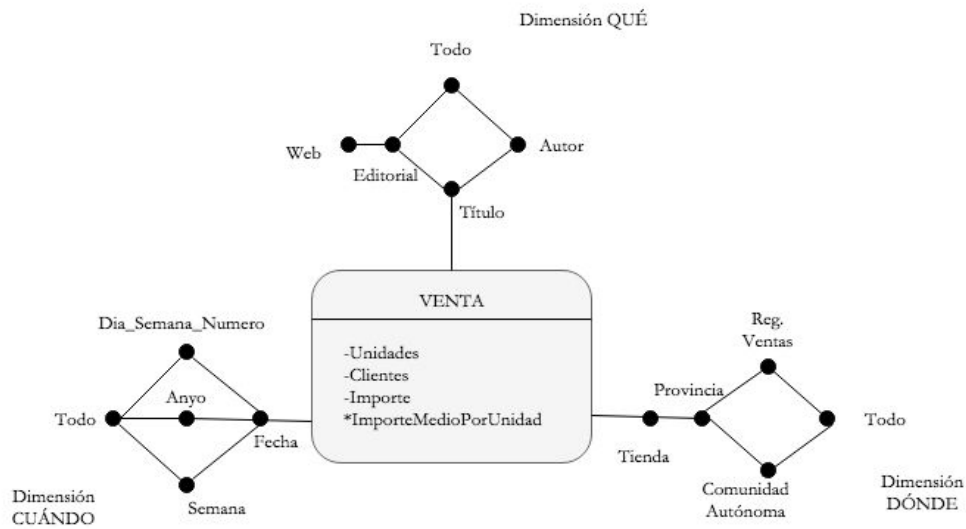 Dimensión QUÉ
Todo
Web
Editorial
Autor
Título
VENTA
-Unidades
-Clientes
-Importe
*ImporteMedioPorUnidad
Dia_Semana_Numero
Todo
Anyo
Fecha
Semana
Dimensión
CUÁNDO
Reg.
Ventas
Provincia
Tienda
Todo
Comunidad
Autónoma
Dimensión
DÓNDE